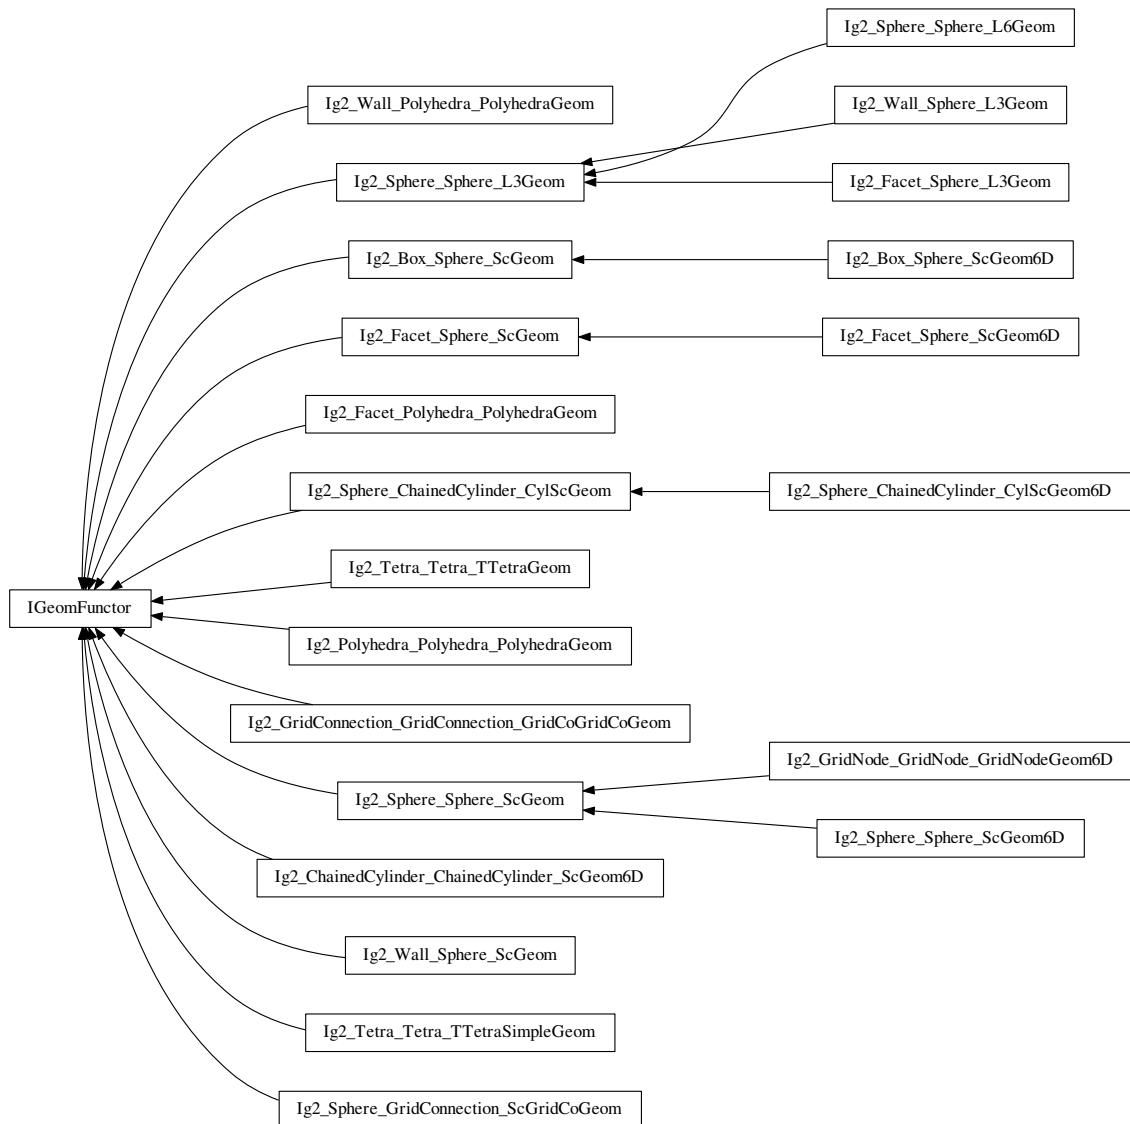 Ig2_Sphere_Sphere_L6Geom
Ig2_Wall_Polyhedra_PolyhedraGeom
Ig2_Wall_Sphere_L3Geom
Ig2_Sphere_Sphere_L3Geom
Ig2_Facet_Sphere_L3Geom
Ig2_Box_Sphere_ScGeom
Ig2_Box_Sphere_ScGeom6D
Ig2_Facet_Sphere_ScGeom
Ig2_Facet_Sphere_ScGeom6D
Ig2_Facet_Polyhedra_PolyhedraGeom
Ig2_Sphere_ChainedCylinder_CylScGeom
Ig2_Sphere_ChainedCylinder_CylScGeom6D
Ig2_Tetra_Tetra_TTetraGeom
IGeomFunctor
Ig2_Polyhedra_Polyhedra_PolyhedraGeom
Ig2_GridConnection_GridConnection_GridCoGridCoGeom
Ig2_GridNode_GridNode_GridNodeGeom6D
Ig2_Sphere_Sphere_ScGeom
Ig2_Sphere_Sphere_ScGeom6D
Ig2_ChainedCylinder_ChainedCylinder_ScGeom6D
Ig2_Wall_Sphere_ScGeom
Ig2_Tetra_Tetra_TTetraSimpleGeom
Ig2_Sphere_GridConnection_ScGridCoGeom